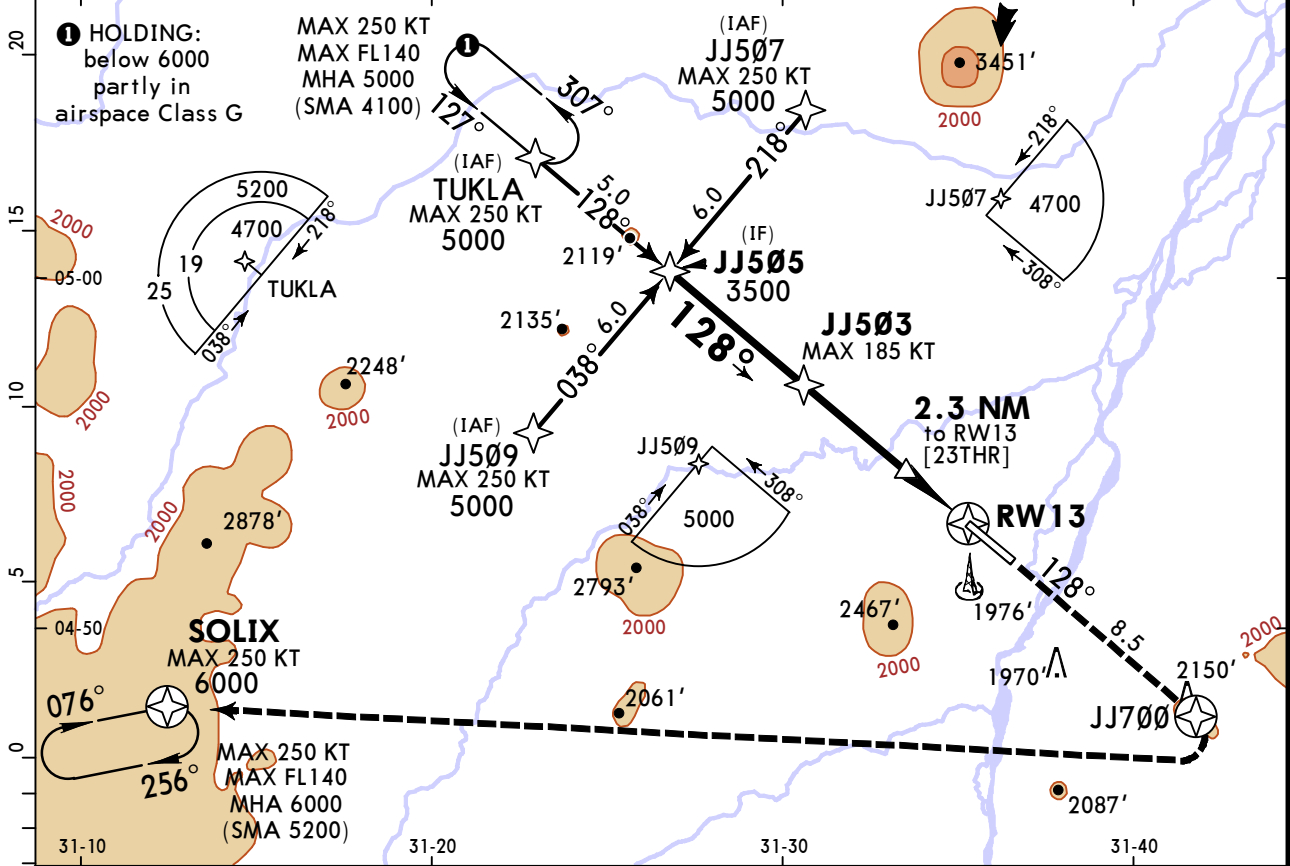 1 HOLDING:
below 6000
partly in
airspace Class G
MAX 250 KT
MAX FL140
MHA 5000
(SMA 4100)
1
127°
307°
(IAF)
JJ5Ø7
MAX 250 KT
5000
218°
6.0
3451'
2000
218°
JJ5Ø7
4700
308°
(IAF)
TUKLA
MAX 250 KT
5000
5.0
128°
2119'
(IF)
JJ5Ø5
3500
5200
4700
218°
19
25
TUKLA
038°
20
15
10
5
0
2000
05-00
2000
2248'
2000
2135'
6.0
038°
(IAF)
JJ5Ø9
MAX 250 KT
5000
128°
JJ5Ø3
MAX 185 KT
2.3 NM
to RW13
[23THR]
RW13
JJ5Ø9
308°
038°
5000
2000
2000
2878'
2793'
2000
2467'
2000
1976'
128°
8.5
1970'
2150'
2000
JJ7ØØ
04-50
SOLIX
MAX 250 KT
6000
076°
256°
MAX 250 KT
MAX FL140
MHA 6000
(SMA 5200)
2061'
2087'
31-10
31-20
31-30
31-40